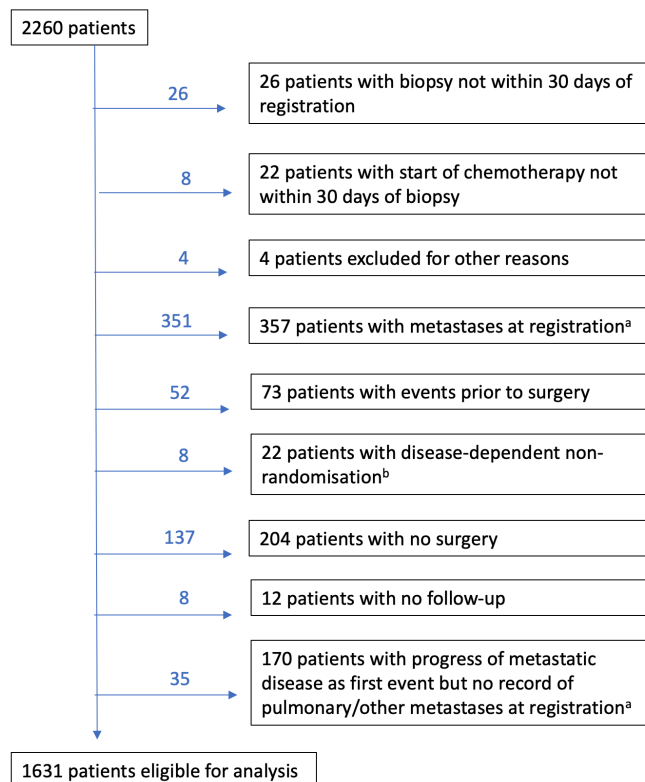 2260 patients
26
26 patients with biopsy not within 30 days of
registration
8
22 patients with start of chemotherapy not
within 30 days of biopsy
4
4 patients excluded for other reasons
351
357 patients with metastases at registrationᵃ
52
73 patients with events prior to surgery
8
22 patients with disease-dependent non-
randomisationᵇ
137
204 patients with no surgery
8
12 patients with no follow-up
35
170 patients with progress of metastatic
disease as first event but no record of
pulmonary/other metastases at registrationᵃ
1631 patients eligible for analysis